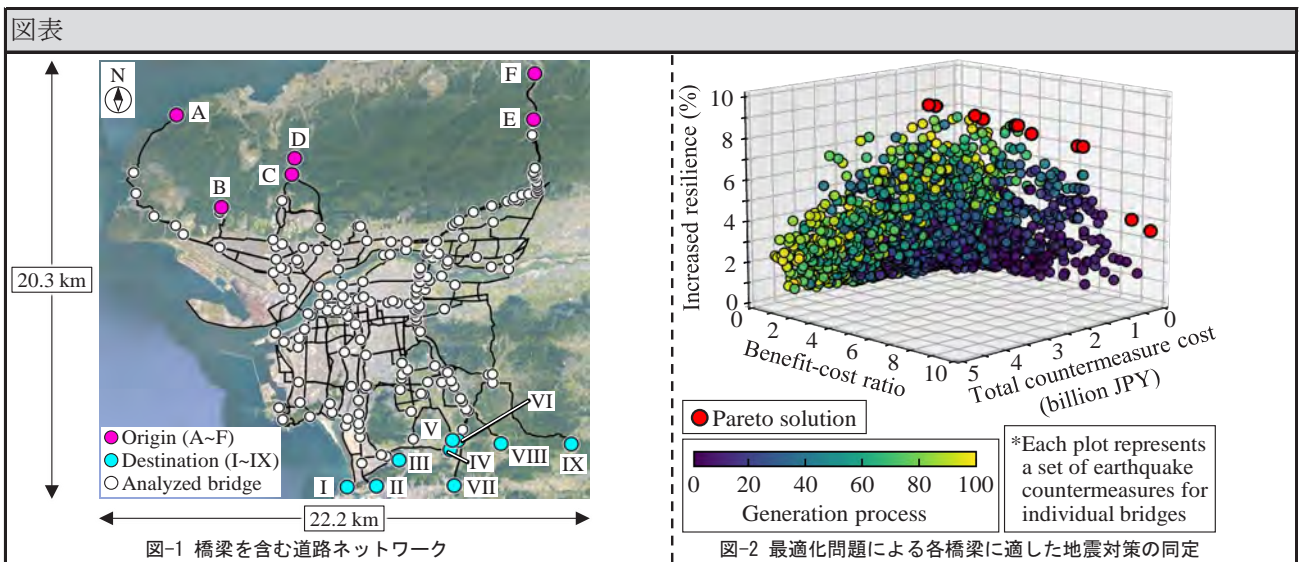 図表
N
A
B
C
D
E
F
20.3 km
Origin (A~F)
Destination (I~IX)
Analyzed bridge
I
II
III
IV
V
VI
VII
VIII
IX
22.2 km
図-1 橋梁を含む道路ネットワーク
Increased resilience (%)
10
8
6
4
2
0
0
2
4
6
8
10
Benefit-cost ratio
5
4
3
2
1
0
Total countermeasure cost
(billion JPY)
Pareto solution
0 20 40 60 80 100
Generation process
*Each plot represents
a set of earthquake
countermeasures for
individual bridges
図-2 最適化問題による各橋梁に適した地震対策の同定